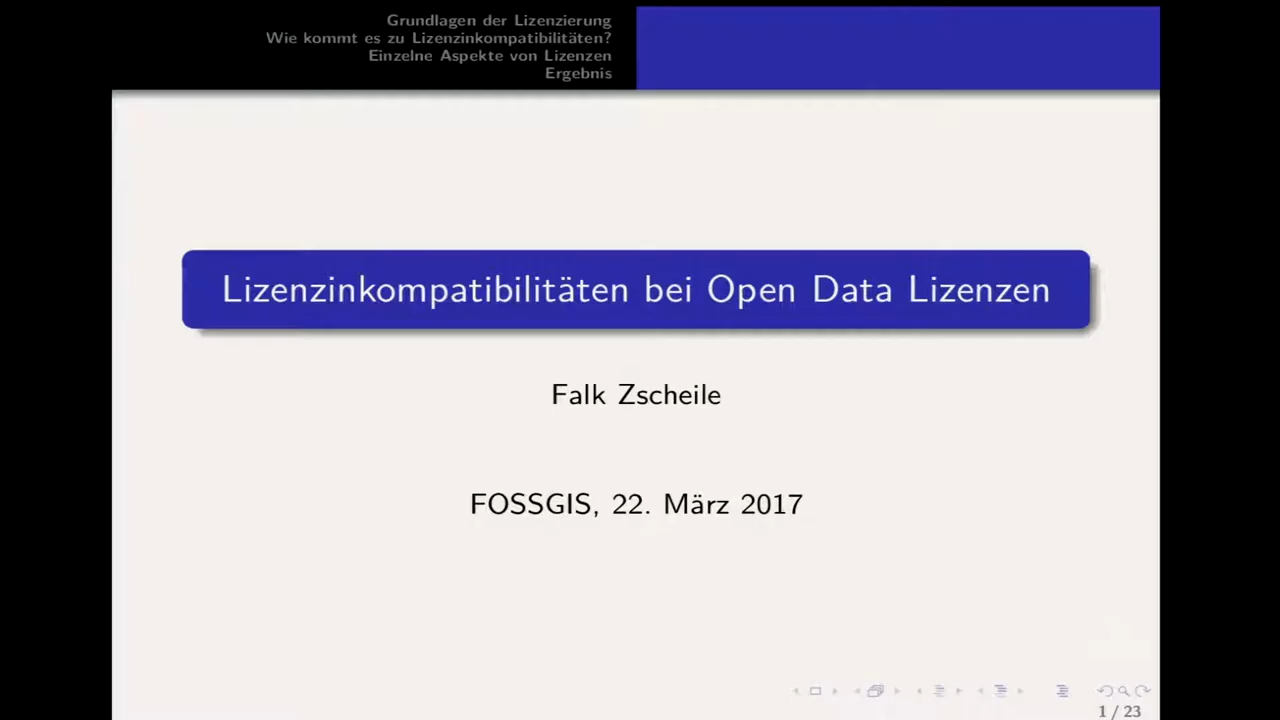 Grundlagen der Lizenzierung
Wie kommt es zu Lizenzinkompatibilitäten?
Einzelne Aspekte von Lizenzen
Ergebnis
Lizenzinkompatibilitäten bei Open Data Lizenzen
Falk Zscheile
FOSSGIS, 22. März 2017
1 / 23